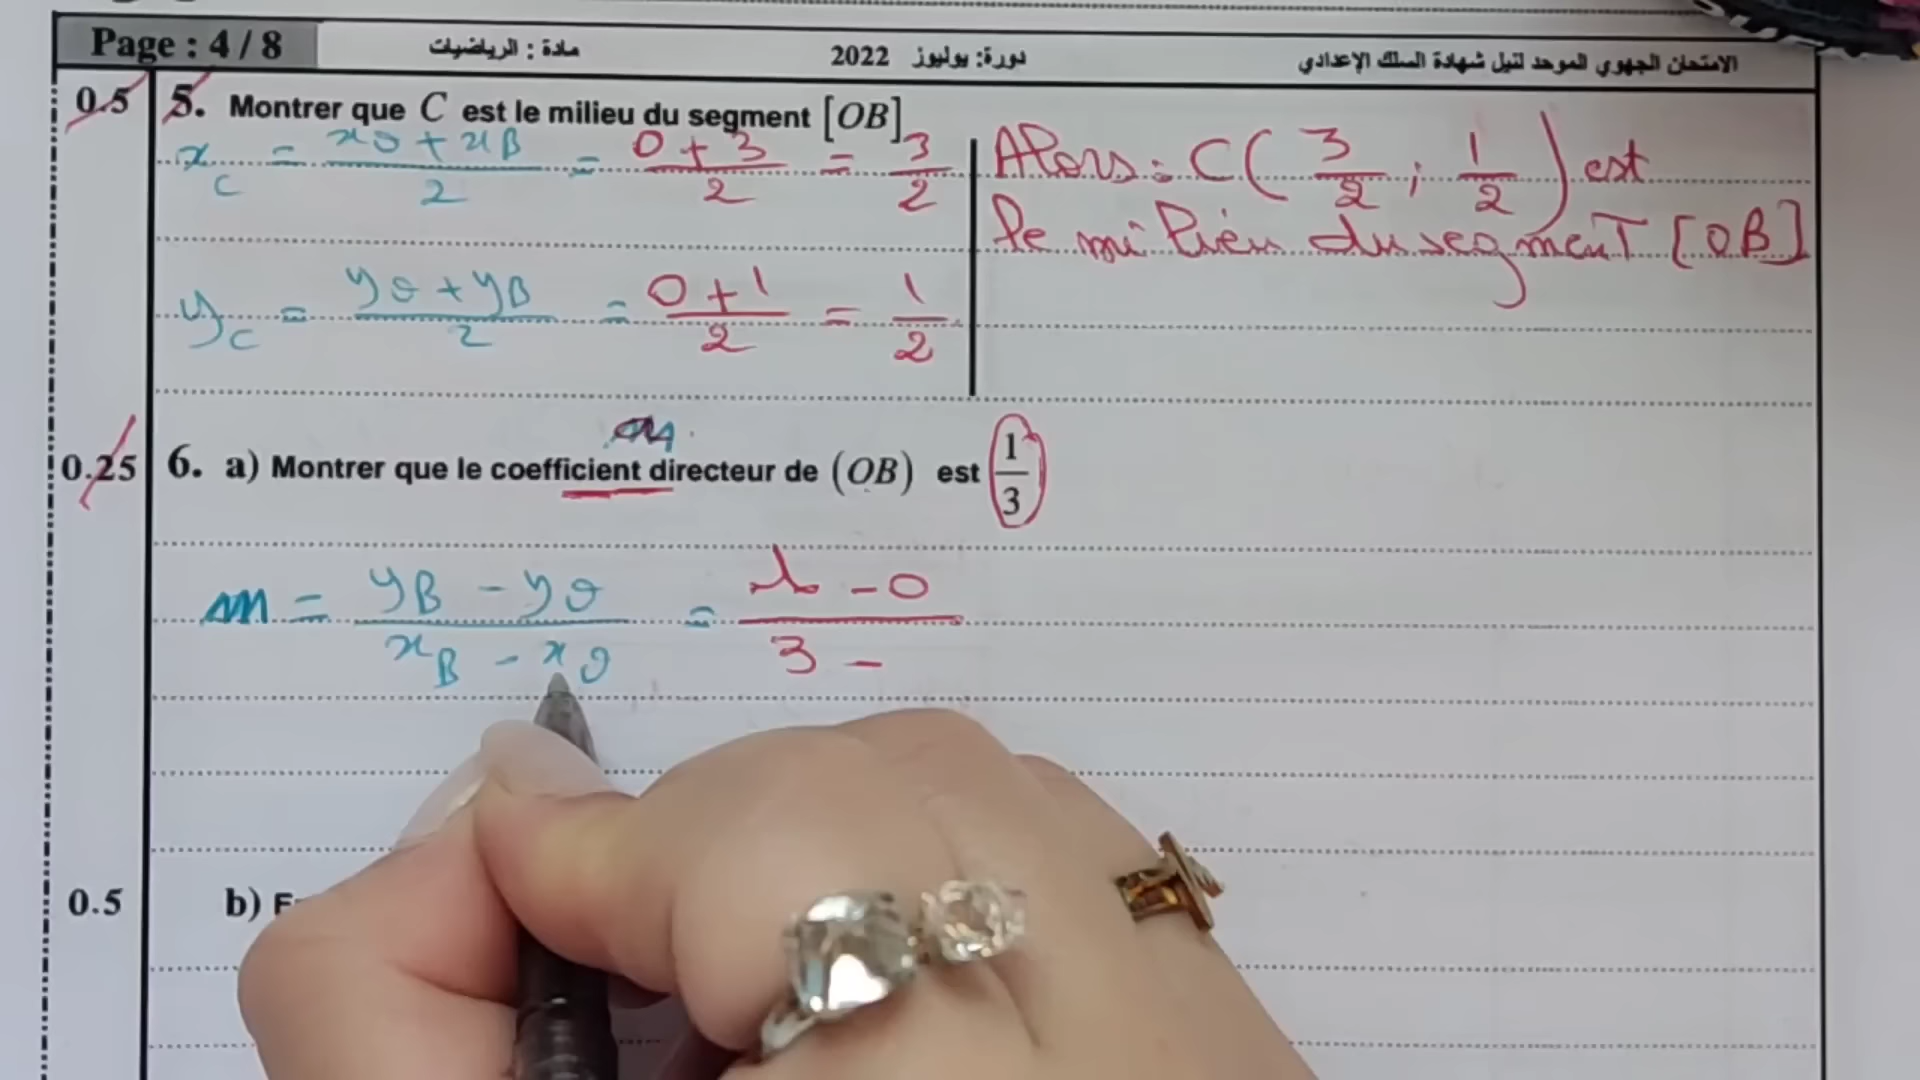 Page : 4 / 8
مادة : الرياضيات
دورة: يوليوز 2022
الامتحان الجهوي الموحد لنيل شهادة السلك الإعدادي
0.5
5. Montrer que C est le milieu du segment [OB]
x_C = (x_O + x_B)/2 = (0 + 3)/2 = 3/2
y_C = (y_O + y_B)/2 = (0 + 1)/2 = 1/2
Alors : C(3/2 ; 1/2) est
le milieu du segment [OB]
m
0.25
6. a) Montrer que le coefficient directeur de (OB) est 1/3
m = (y_B - y_O)/(x_B - x_O) = (1 - 0)/(3 -
0.5
b)